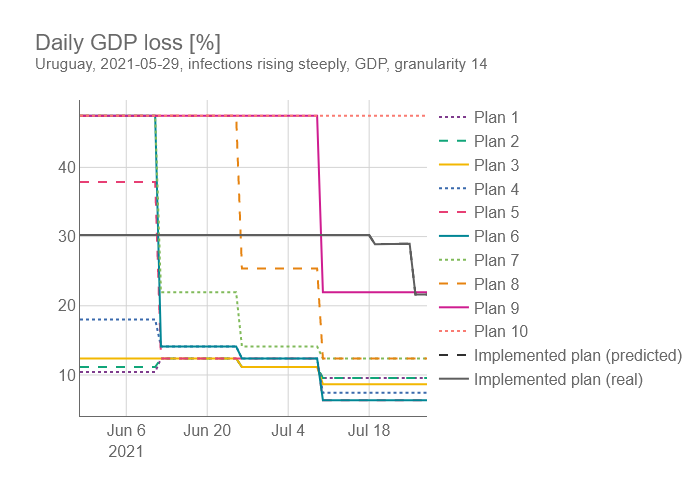 Daily GDP loss [%]
Uruguay, 2021-05-29, infections rising steeply, GDP, granularity 14
40
30
20
10
Jun 6
2021
Jun 20
Jul 4
Jul 18
Plan 1
Plan 2
Plan 3
Plan 4
Plan 5
Plan 6
Plan 7
Plan 8
Plan 9
Plan 10
Implemented plan (predicted)
Implemented plan (real)